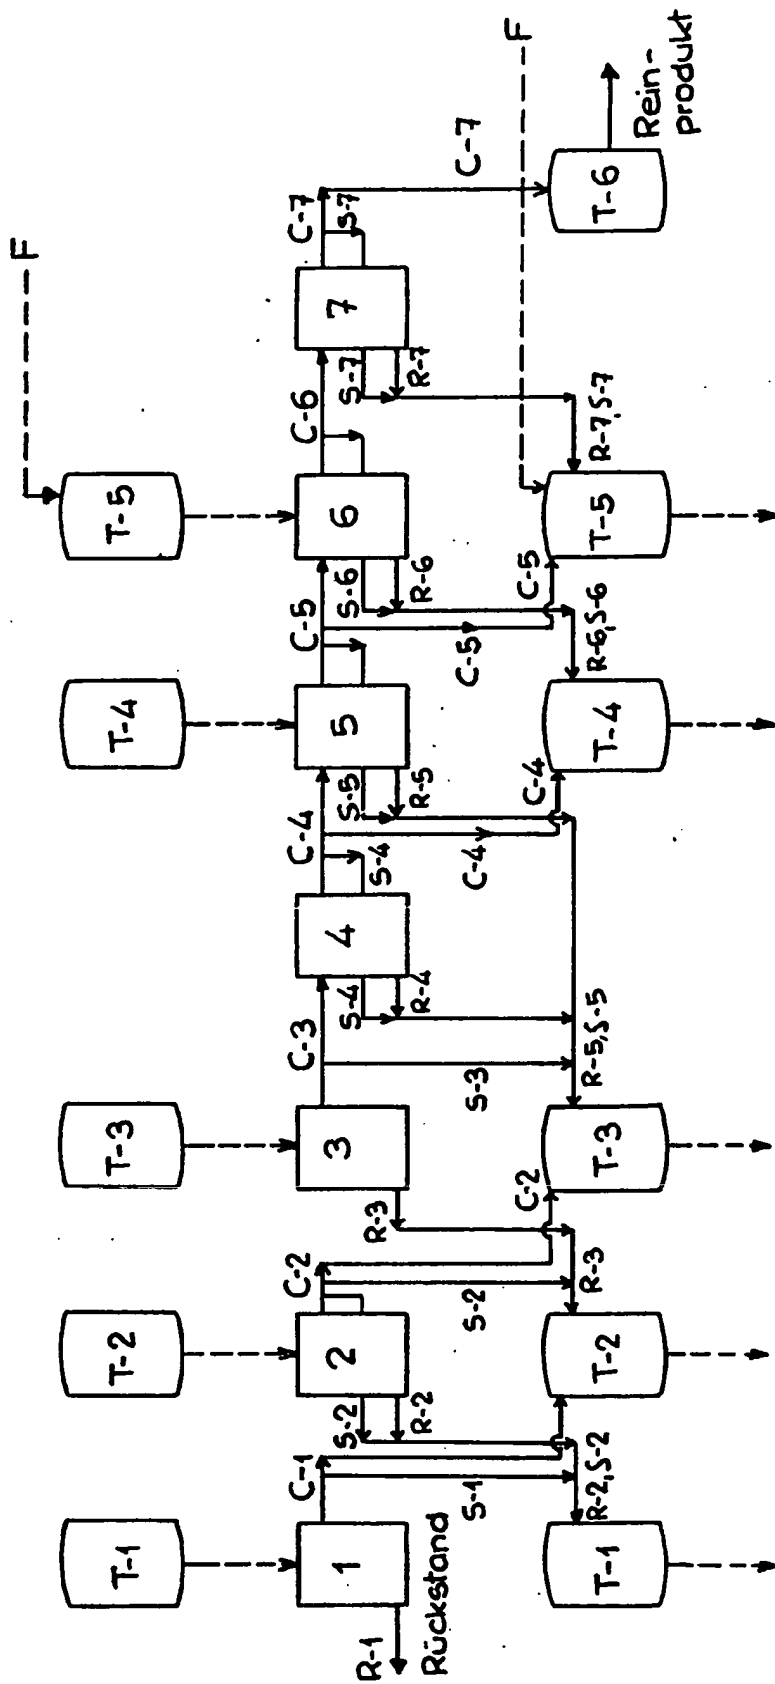 F
T-1
T-2
T-3
T-4
T-5
C-1
C-2
C-3
C-4
C-5
C-6
C-7
1
S-2
2
3
S-4
4
S-4
S-5
5
S-6
6
S-7
7
S-7
R-1
R-2
R-3
R-4
R-5
R-6
R-7
Rückstand
S-1
S-2
S-3
C-4
C-5
C-7
C-2
C-4
C-5
F
R-2,S-2
R-3
R-5,S-5
R-6,S-6
R-7,S-7
T-1
T-2
T-3
T-4
T-5
T-6
Rein-
produkt